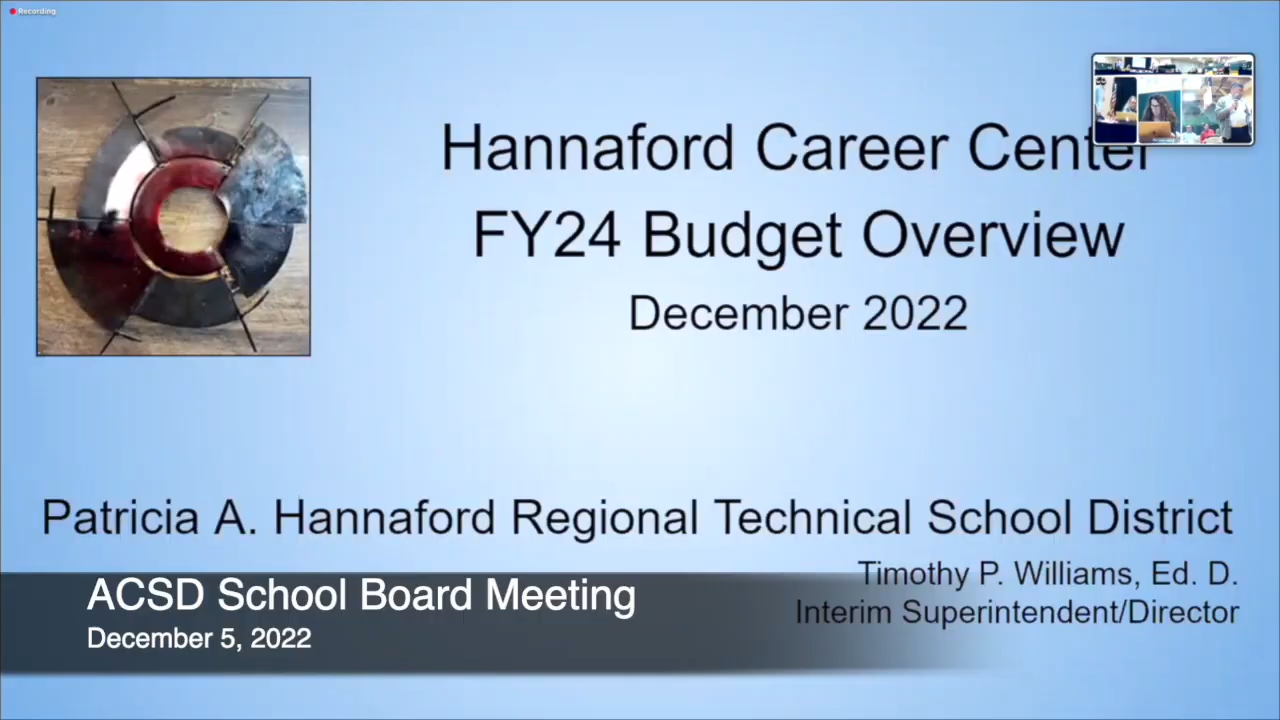 Recording
Hannaford Career Center
FY24 Budget Overview
December 2022
Patricia A. Hannaford Regional Technical School District
Timothy P. Williams, Ed. D.
Interim Superintendent/Director
ACSD School Board Meeting
December 5, 2022